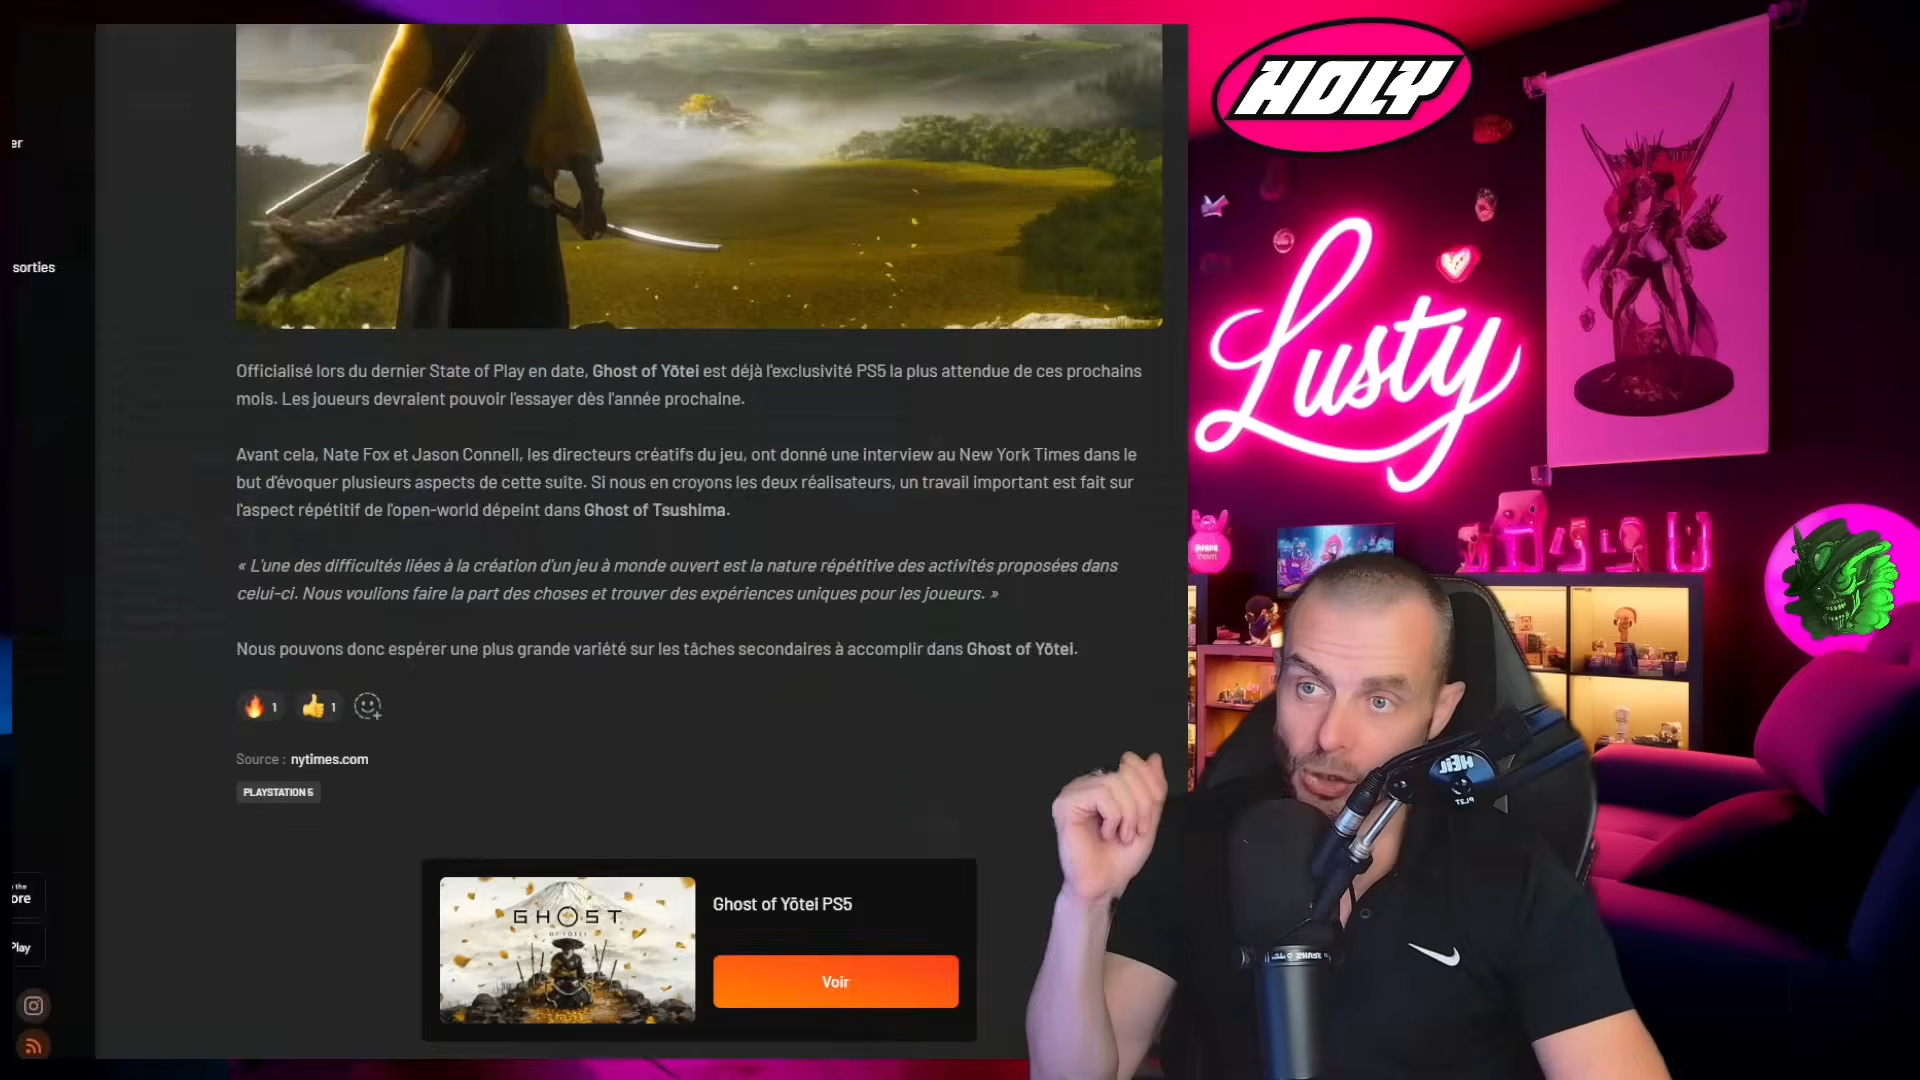 HOLY
er
sorties
Lusty
Officialisé lors du dernier State of Play en date, Ghost of Yōtei est déjà l'exclusivité PS5 la plus attendue de ces prochains
mois. Les joueurs devraient pouvoir l'essayer dès l'année prochaine.
Avant cela, Nate Fox et Jason Connell, les directeurs créatifs du jeu, ont donné une interview au New York Times dans le
but d'évoquer plusieurs aspects de cette suite. Si nous en croyons les deux réalisateurs, un travail important est fait sur
l'aspect répétitif de l'open-world dépeint dans Ghost of Tsushima.
« L'une des difficultés liées à la création d'un jeu à monde ouvert est la nature répétitive des activités proposées dans
celui-ci. Nous voulions faire la part des choses et trouver des expériences uniques pour les joueurs. »
Nous pouvons donc espérer une plus grande variété sur les tâches secondaires à accomplir dans Ghost of Yōtei.
🔥 1 👍 1
Source : nytimes.com
PLAYSTATION 5
the
ore
Play
GHOST
OF YŌTEI
Ghost of Yōtei PS5
Voir
HEiL